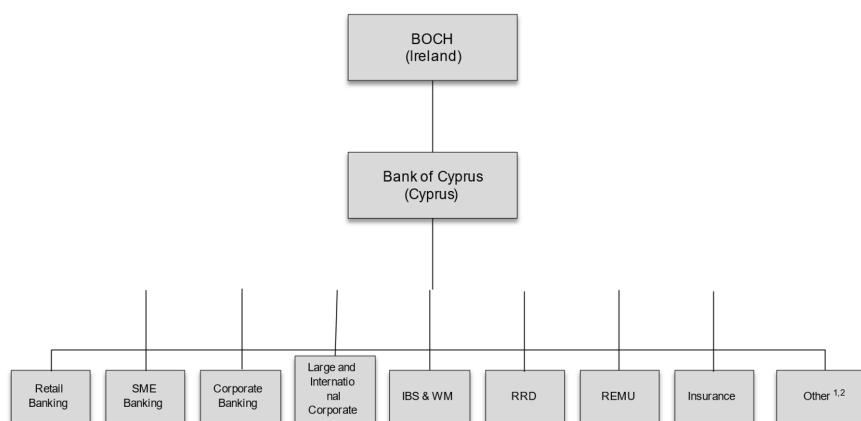 BOCH
(Ireland)
Bank of Cyprus
(Cyprus)
Retail
Banking
SME
Banking
Corporate
Banking
Large and
Internatio
nal
Corporate
IBS & WM
RRD
REMU
Insurance
Other 1,2